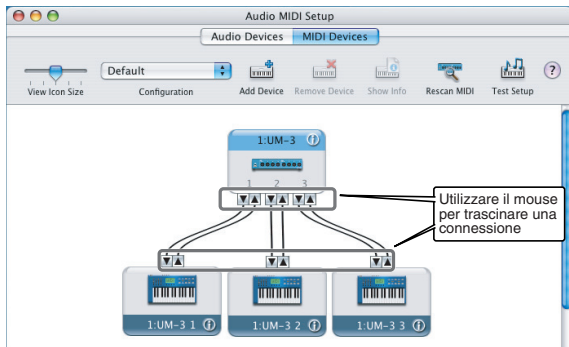 Audio MIDI Setup
Audio Devices MIDI Devices
Default
?
View Icon Size Configuration Add Device Remove Device Show Info Rescan MIDI Test Setup
1:UM-3
1 2 3
Utilizzare il mouse
per trascinare una
connessione
1:UM-3 1 1:UM-3 2 1:UM-3 3